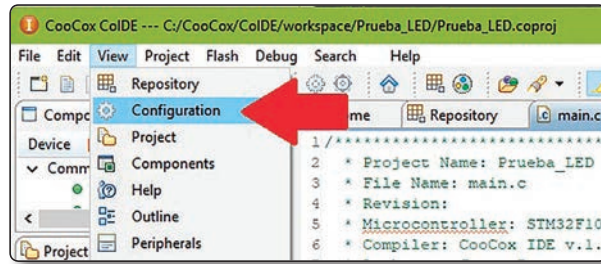 CooCox CoIDE --- C:/CooCox/CoIDE/workspace/Prueba_LED/Prueba_LED.coproj
File Edit View Project Flash Debug Search Help
Repository
Configuration
Project
Components
Help
Outline
Peripherals
Compo
Device
Comm
Project
Repository
main.c
1 /*******************************
2 * Project Name: Prueba_LED
3 * File Name: main.c
4 * Revision:
5 * Microcontroller: STM32F10
6 * Compiler: CooCox IDE v.1.